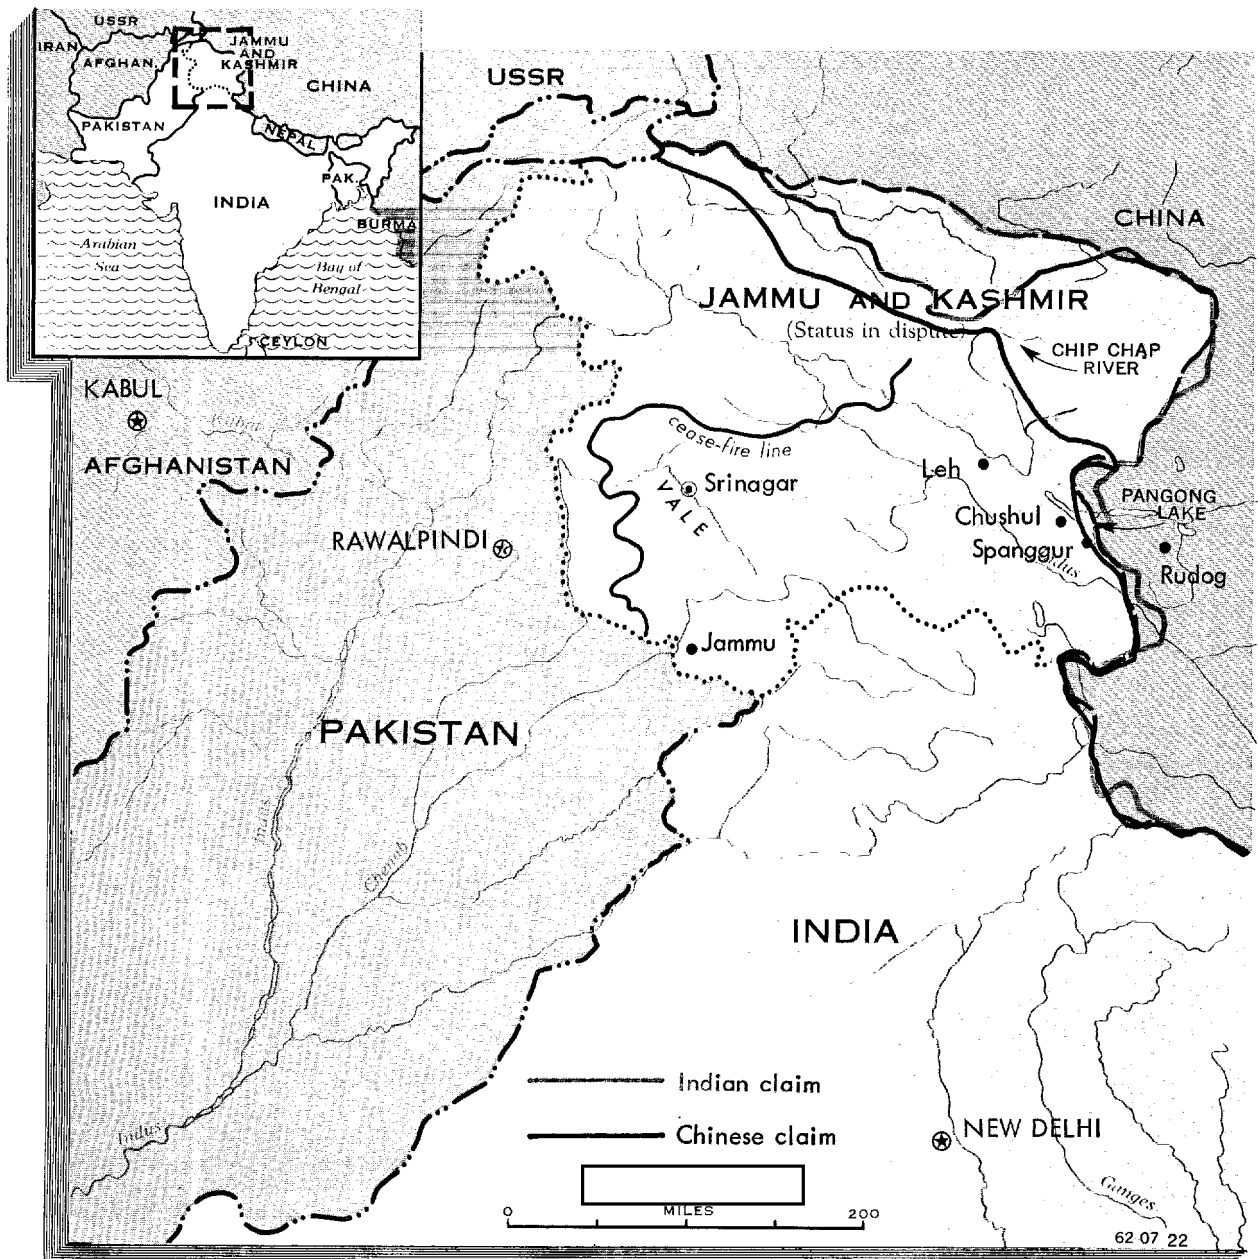 USSR
IRAN
AFGHAN.
JAMMU
AND
KASHMIR
CHINA
PAKISTAN
NEPAL
PAK.
INDIA
BURMA
Arabian
Sea
Bay of
Bengal
CEYLON
USSR
CHINA
JAMMU AND KASHMIR
(Status in dispute)
CHIP CHAP
RIVER
KABUL
Kabul
AFGHANISTAN
cease-fire line
Leh
Srinagar
VALE
PANGONG
LAKE
Chushul
RAWALPINDI
Spanggur
Indus
Rudog
Jammu
PAKISTAN
Indus
Chenab
INDIA
Indian claim
NEW DELHI
Chinese claim
Indus
Ganges
MILES
0 200
62 07 22